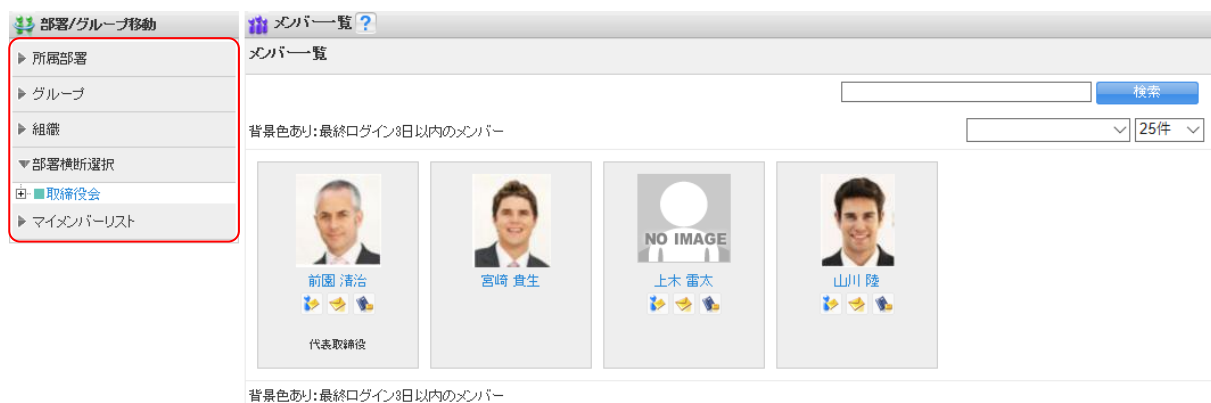 部署/グループ移動
所属部署
グループ
組織
部署横断選択
取締役会
マイメンバーリスト
メンバー一覧
メンバー一覧
検索
背景色あり:最終ログイン3日以内のメンバー
25件
NO IMAGE
前園 清治
宮崎 貴生
上木 雷太
山川 陸
代表取締役
背景色あり:最終ログイン3日以内のメンバー